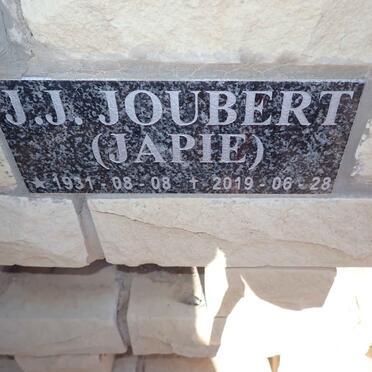 J.J. JOUBERT
(JAPIE)
★ 1931 - 08 - 08 † 2019 - 06 - 28